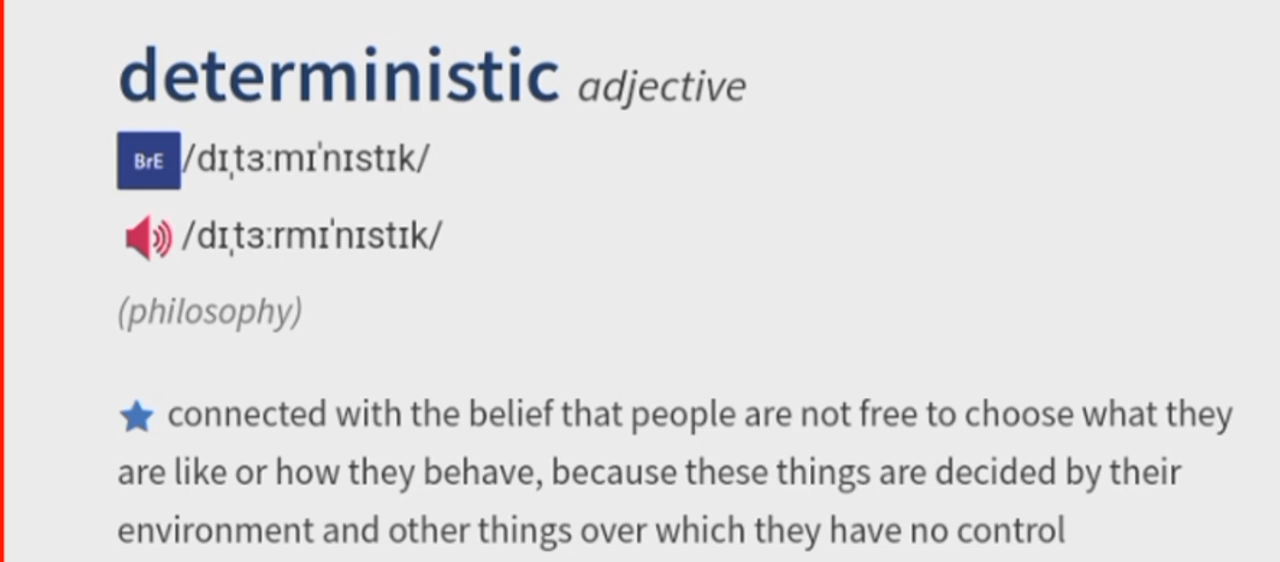 deterministic adjective
BrE /dɪˌtɜːmɪˈnɪstɪk/
/dɪˌtɜːrmɪˈnɪstɪk/
(philosophy)
connected with the belief that people are not free to choose what they
are like or how they behave, because these things are decided by their
environment and other things over which they have no control